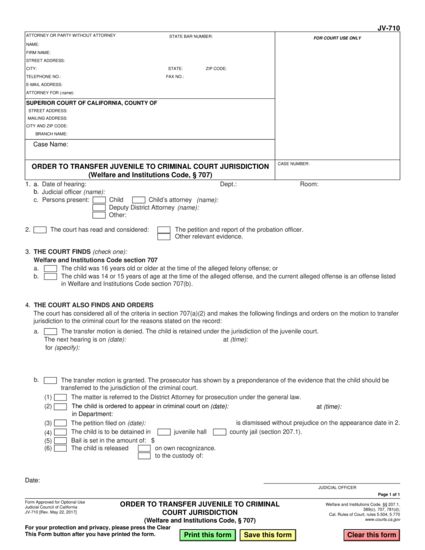 JV-710
ATTORNEY OR PARTY WITHOUT ATTORNEY STATE BAR NUMBER:
FOR COURT USE ONLY
NAME:
FIRM NAME:
STREET ADDRESS:
CITY: STATE: ZIP CODE:
TELEPHONE NO.: FAX NO.:
E-MAIL ADDRESS:
ATTORNEY FOR (name):
SUPERIOR COURT OF CALIFORNIA, COUNTY OF
STREET ADDRESS:
MAILING ADDRESS:
CITY AND ZIP CODE:
BRANCH NAME:
Case Name:
ORDER TO TRANSFER JUVENILE TO CRIMINAL COURT JURISDICTION
(Welfare and Institutions Code, § 707)
CASE NUMBER:
1. a. Date of hearing: Dept.: Room:
b. Judicial officer (name):
c. Persons present: Child Child's attorney (name):
Deputy District Attorney (name):
Other:
2. The court has read and considered: The petition and report of the probation officer.
Other relevant evidence.
3. THE COURT FINDS (check one):
Welfare and Institutions Code section 707
a. The child was 16 years old or older at the time of the alleged felony offense; or
b. The child was 14 or 15 years of age at the time of the alleged offense, and the current alleged offense is an offense listed
in Welfare and Institutions Code section 707(b).
4. THE COURT ALSO FINDS AND ORDERS
The court has considered all of the criteria in section 707(a)(2) and makes the following findings and orders on the motion to transfer
jurisdiction to the criminal court for the reasons stated on the record:
a. The transfer motion is denied. The child is retained under the jurisdiction of the juvenile court.
The next hearing is on (date): at (time):
for (specify):
b. The transfer motion is granted. The prosecutor has shown by a preponderance of the evidence that the child should be
transferred to the jurisdiction of the criminal court.
(1) The matter is referred to the District Attorney for prosecution under the general law.
(2) The child is ordered to appear in criminal court on (date): at (time):
in Department:
(3) The petition filed on (date): is dismissed without prejudice on the appearance date in 2.
(4) The child is to be detained in juvenile hall county jail (section 207.1).
(5) Bail is set in the amount of: $
(6) The child is released on own recognizance.
to the custody of:
Date:
JUDICIAL OFFICER
Page 1 of 1
Form Approved for Optional Use
Judicial Council of California
JV-710 [Rev. May 22, 2017]
ORDER TO TRANSFER JUVENILE TO CRIMINAL
COURT JURISDICTION
(Welfare and Institutions Code, § 707)
Welfare and Institutions Code, §§ 207.1,
389(c), 707, 781(d);
Cal. Rules of Court, rules 5.504, 5.770
www.courts.ca.gov
For your protection and privacy, please press the Clear
This Form button after you have printed the form.
Print this form Save this form Clear this form